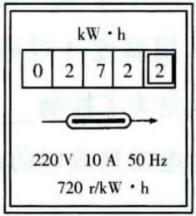 kW · h
0 2 7 2 2
220 V 10 A 50 Hz
720 r/kW · h